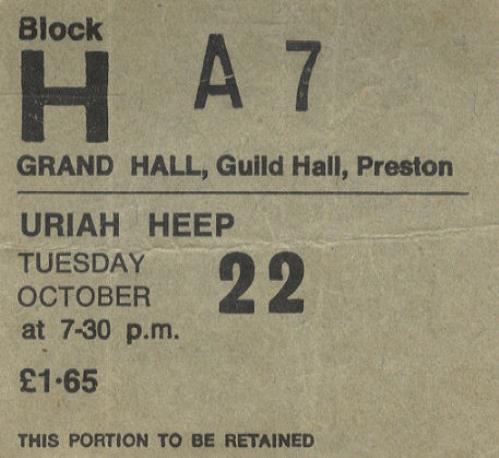 Block
H A 7
GRAND HALL, Guild Hall, Preston
URIAH HEEP
TUESDAY
OCTOBER 22
at 7-30 p.m.
£1·65
THIS PORTION TO BE RETAINED